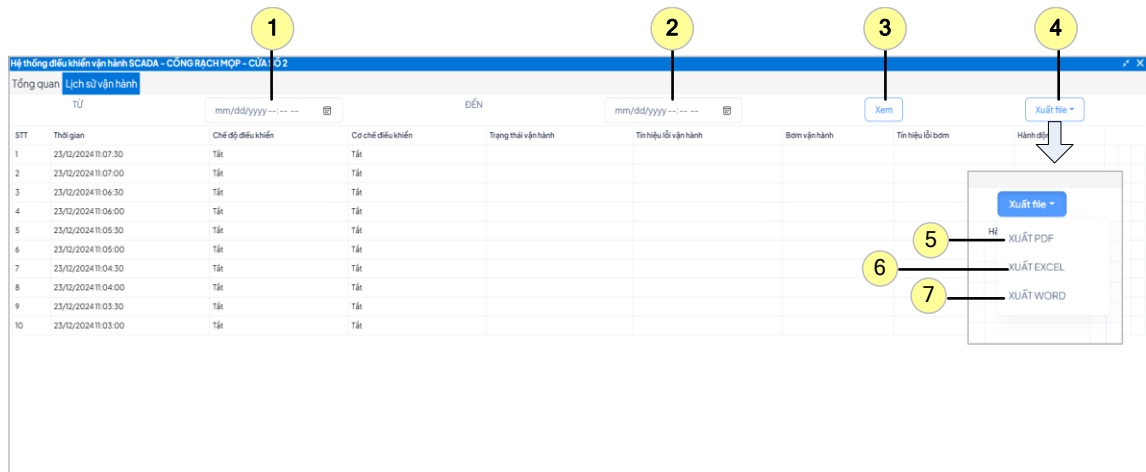 1 2 3 4
Hệ thống điều khiển vận hành SCADA - CỐNG RẠCH MỌP - CỬA SỐ 2
Tổng quan Lịch sử vận hành
TỪ mm/dd/yyyy --:-- -- ĐẾN mm/dd/yyyy --:-- -- Xem Xuất file
STT Thời gian Chế độ điều khiển Cơ chế điều khiển Trạng thái vận hành Tín hiệu lỗi vận hành Bơm vận hành Tín hiệu lỗi bơm Hành độ
1 23/12/2024 11:07:30 Tắt Tắt
2 23/12/2024 11:07:00 Tắt Tắt
3 23/12/2024 11:06:30 Tắt Tắt
4 23/12/2024 11:06:00 Tắt Tắt
5 23/12/2024 11:05:30 Tắt Tắt
6 23/12/2024 11:05:00 Tắt Tắt
7 23/12/2024 11:04:30 Tắt Tắt
8 23/12/2024 11:04:00 Tắt Tắt
9 23/12/2024 11:03:30 Tắt Tắt
10 23/12/2024 11:03:00 Tắt Tắt
Xuất file
Hà
5 XUẤT PDF
6 XUẤT EXCEL
7 XUẤT WORD